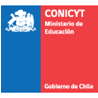 CONICYT
Ministerio de
Educación
Gobierno de Chile